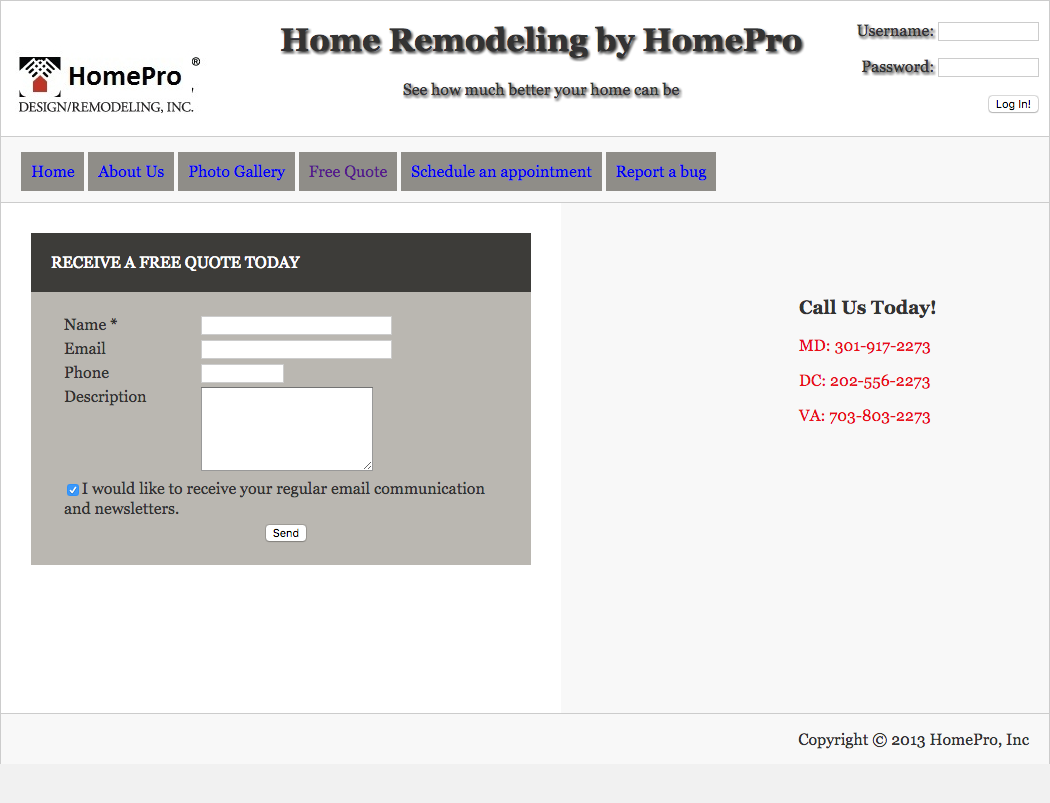 HomePro ®
DESIGN/REMODELING, INC.
Home Remodeling by HomePro
See how much better your home can be
Username:
Password:
Log In!
Home About Us Photo Gallery Free Quote Schedule an appointment Report a bug
RECEIVE A FREE QUOTE TODAY
Name *
Email
Phone
Description
I would like to receive your regular email communication
and newsletters.
Send
Call Us Today!
MD: 301-917-2273
DC: 202-556-2273
VA: 703-803-2273
Copyright © 2013 HomePro, Inc